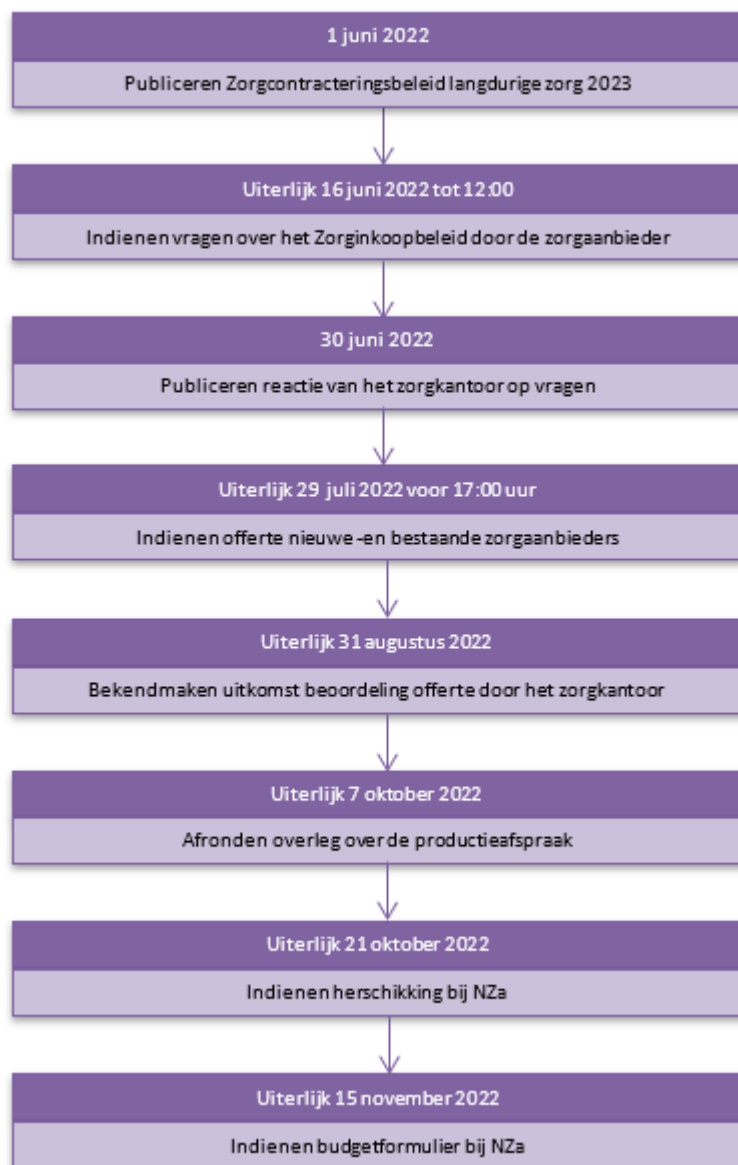 1 juni 2022
Publiceren Zorgcontracteringsbeleid langdurige zorg 2023
Uiterlijk 16 juni 2022 tot 12:00
Indienen vragen over het Zorginkoopbeleid door de zorgaanbieder
30 juni 2022
Publiceren reactie van het zorgkantoor op vragen
Uiterlijk 29 juli 2022 voor 17:00 uur
Indienen offerte nieuwe -en bestaande zorgaanbieders
Uiterlijk 31 augustus 2022
Bekendmaken uitkomst beoordeling offerte door het zorgkantoor
Uiterlijk 7 oktober 2022
Afronden overleg over de productieafspraak
Uiterlijk 21 oktober 2022
Indienen herschikking bij NZa
Uiterlijk 15 november 2022
Indienen budgetformulier bij NZa